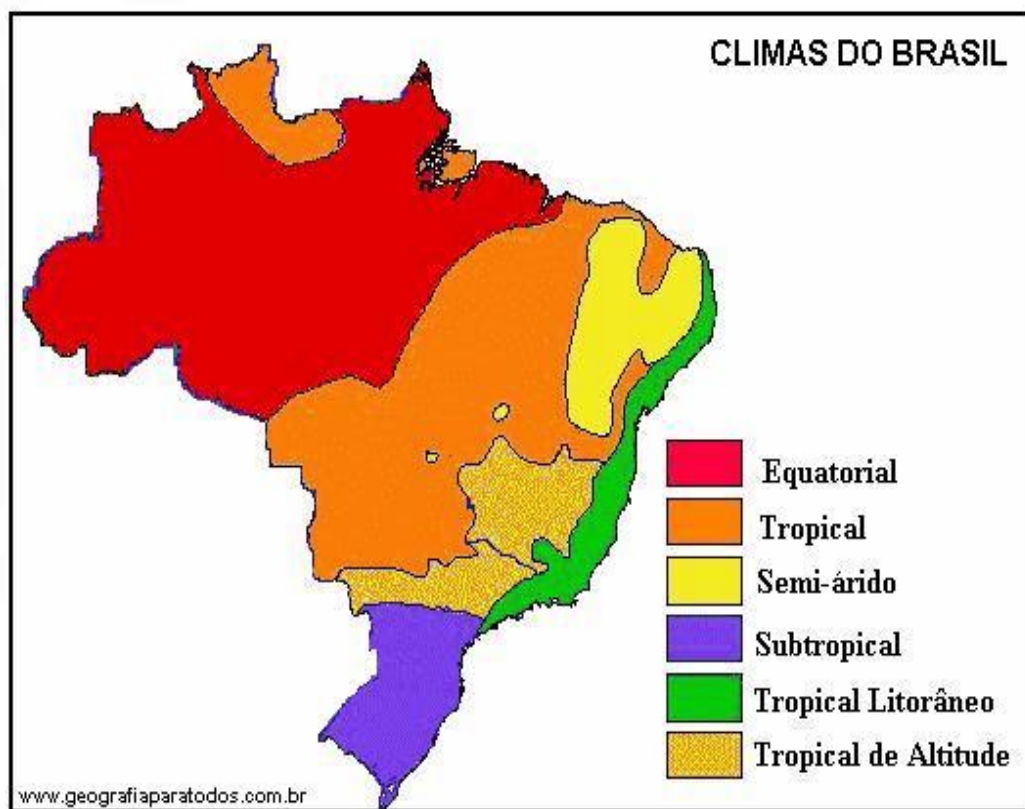 CLIMAS DO BRASIL
Equatorial
Tropical
Semi-árido
Subtropical
Tropical Litorâneo
Tropical de Altitude
www.geografiaparatodos.com.br